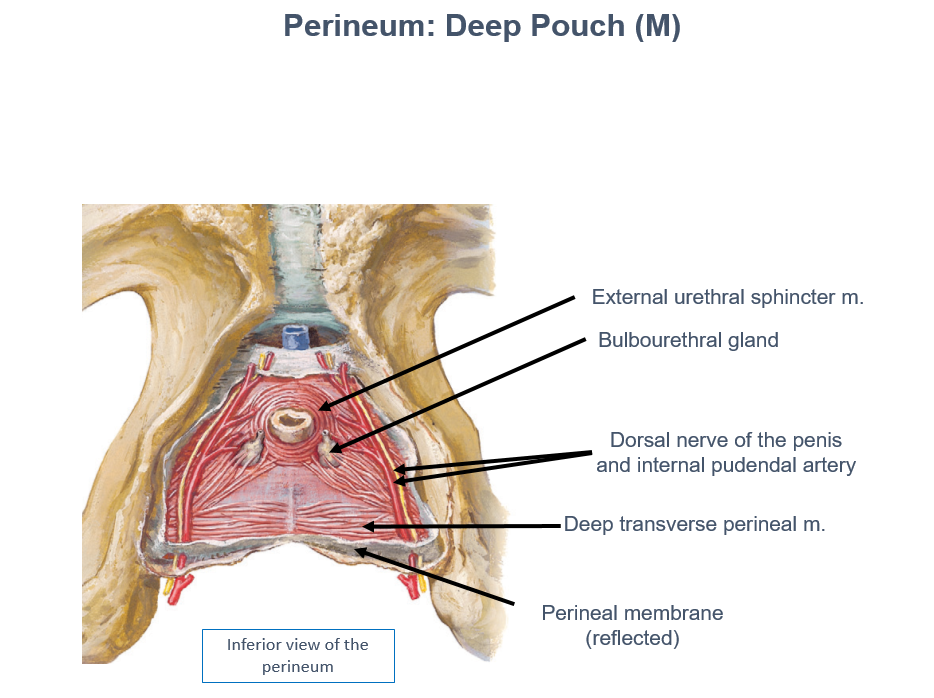 Perineum: Deep Pouch (M)
External urethral sphincter m.
Bulbourethral gland
Dorsal nerve of the penis
and internal pudendal artery
Deep transverse perineal m.
Perineal membrane
(reflected)
Inferior view of the
perineum